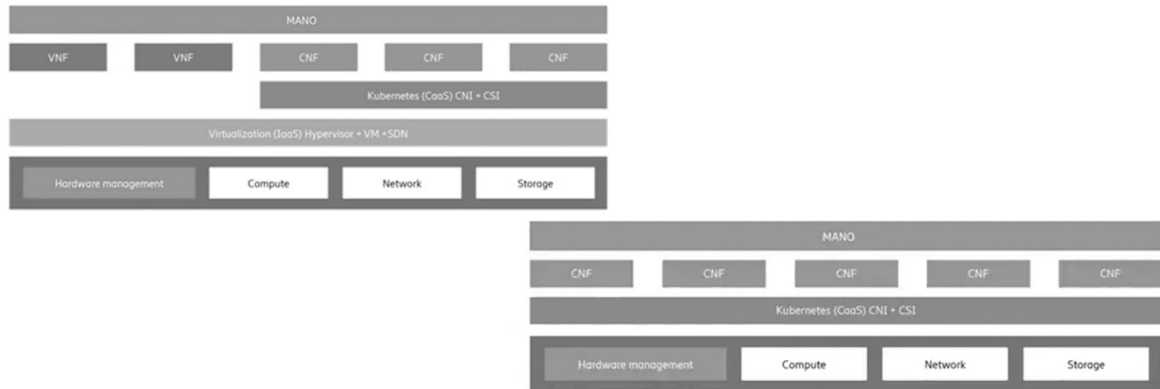 MANO
VNF VNF CNF CNF CNF
Kubernetes (CaaS) CNI + CSI
Virtualization (IaaS) Hypervisor + VM +SDN
Hardware management Compute Network Storage
MANO
CNF CNF CNF CNF CNF
Kubernetes (CaaS) CNI + CSI
Hardware management Compute Network Storage